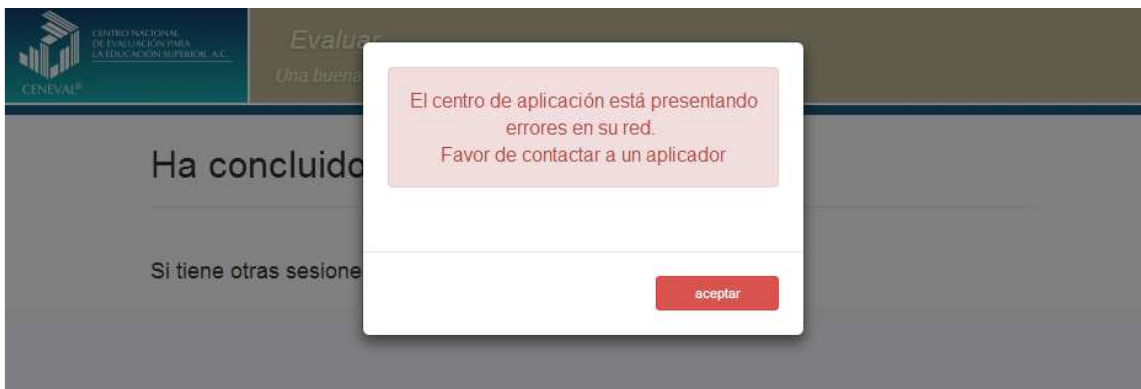 CENTRO NACIONAL
DE EVALUACIÓN PARA
LA EDUCACIÓN SUPERIOR, A.C.
CENEVAL®
Evaluar
Una buena
El centro de aplicación está presentando
errores en su red.
Favor de contactar a un aplicador
Ha concluido
Si tiene otras sesione
aceptar